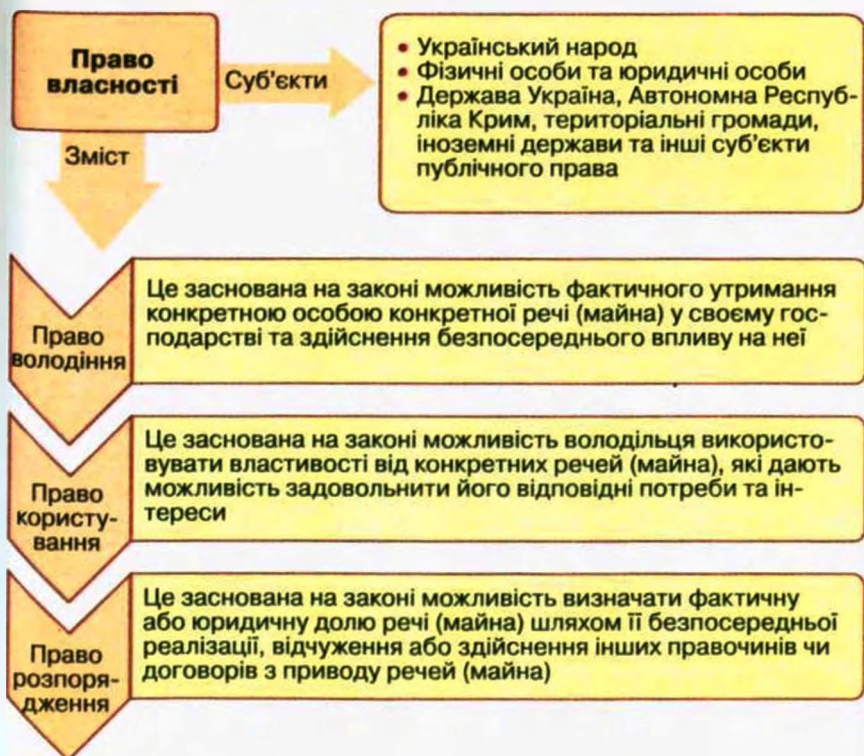 Право
власності
Суб'єкти
• Український народ
• Фізичні особи та юридичні особи
• Держава Україна, Автономна Респуб-
ліка Крим, територіальні громади,
іноземні держави та інші суб'єкти
публічного права
Зміст
Право
володіння
Це заснована на законі можливість фактичного утримання
конкретною особою конкретної речі (майна) у своєму гос-
подарстві та здійснення безпосереднього впливу на неї
Право
користу-
вання
Це заснована на законі можливість володільця використо-
вувати властивості від конкретних речей (майна), які дають
можливість задовольнити його відповідні потреби та ін-
тереси
Право
розпоря-
дження
Це заснована на законі можливість визначати фактичну
або юридичну долю речі (майна) шляхом її безпосередньої
реалізації, відчуження або здійснення інших правочинів чи
договорів з приводу речей (майна)